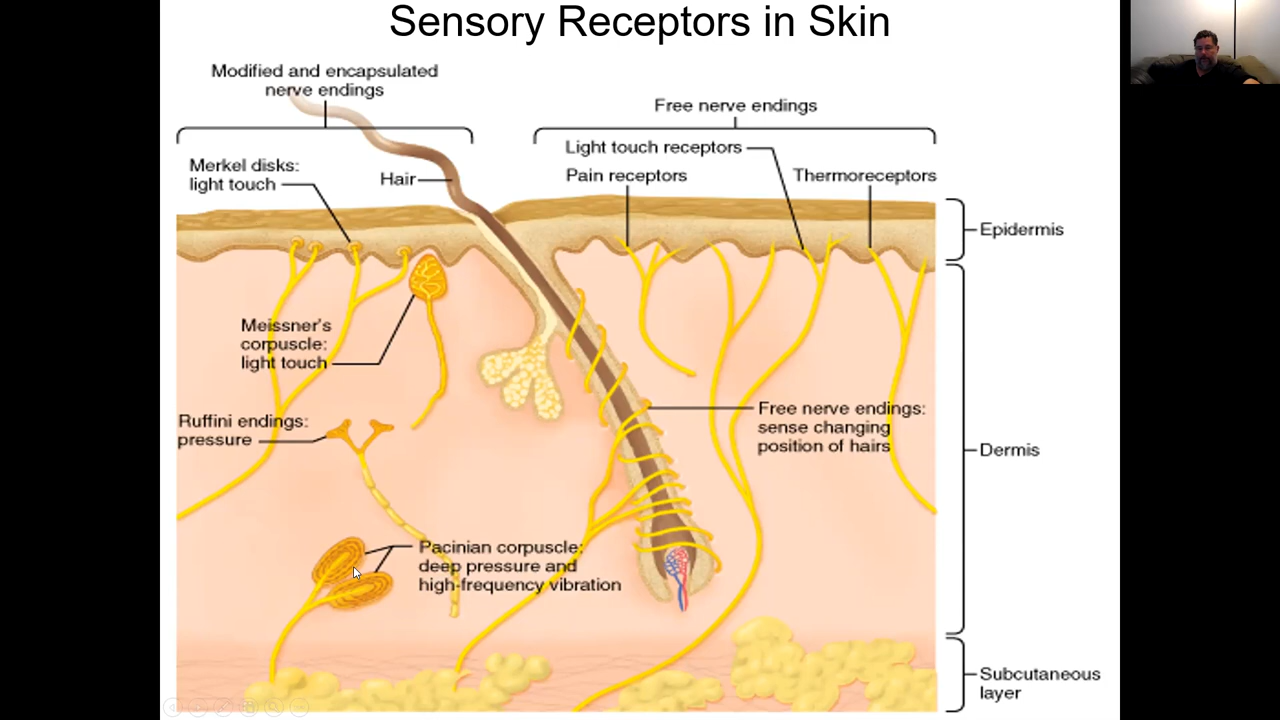 Sensory Receptors in Skin
Modified and encapsulated
nerve endings
Free nerve endings
Light touch receptors
Merkel disks:
light touch
Hair
Pain receptors
Thermoreceptors
Epidermis
Meissner's
corpuscle:
light touch
Ruffini endings:
pressure
Free nerve endings:
sense changing
position of hairs
Dermis
Pacinian corpuscle:
deep pressure and
high-frequency vibration
Subcutaneous
layer